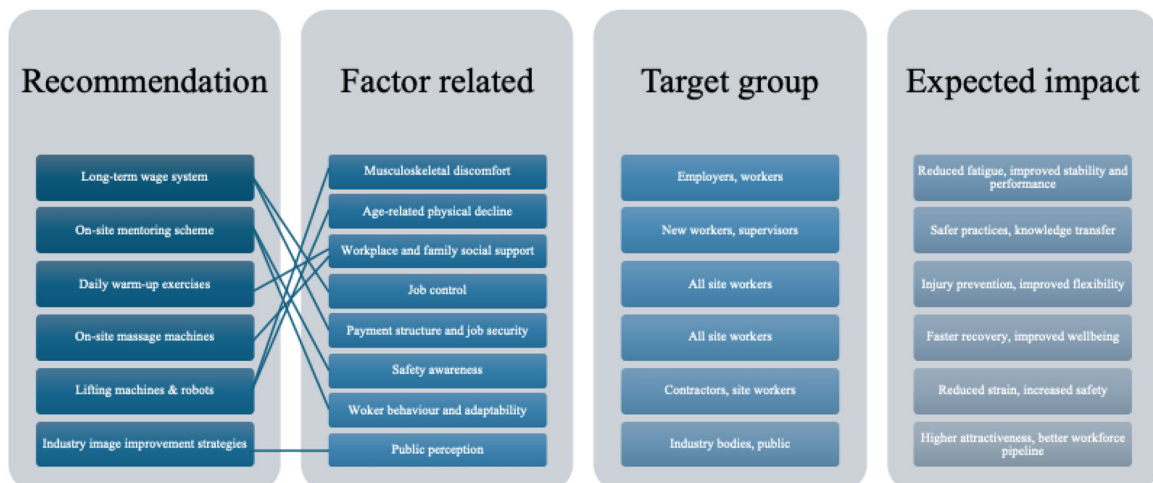 Recommendation
Long-term wage system
On-site mentoring scheme
Daily warm-up exercises
On-site massage machines
Lifting machines & robots
Industry image improvement strategies
Factor related
Musculoskeletal discomfort
Age-related physical decline
Workplace and family social support
Job control
Payment structure and job security
Safety awareness
Woker behaviour and adaptability
Public perception
Target group
Employers, workers
New workers, supervisors
All site workers
All site workers
Contractors, site workers
Industry bodies, public
Expected impact
Reduced fatigue, improved stability and
performance
Safer practices, knowledge transfer
Injury prevention, improved flexibility
Faster recovery, improved wellbeing
Reduced strain, increased safety
Higher attractiveness, better workforce
pipeline